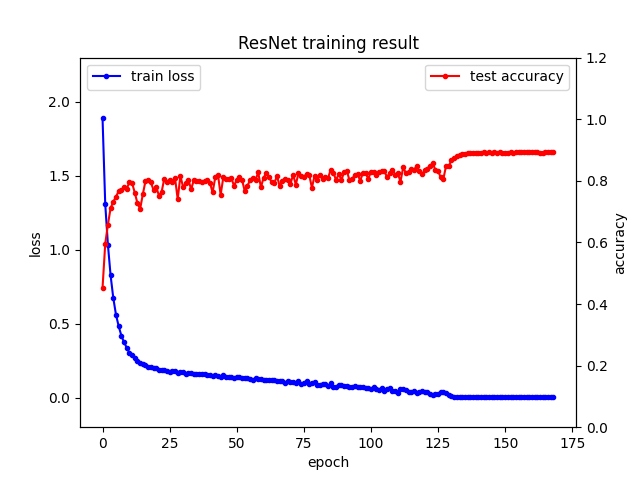 ResNet training result
train loss
test accuracy
2.0
1.5
1.0
0.5
0.0
loss
1.2
1.0
0.8
0.6
0.4
0.2
0.0
accuracy
0 25 50 75 100 125 150 175
epoch